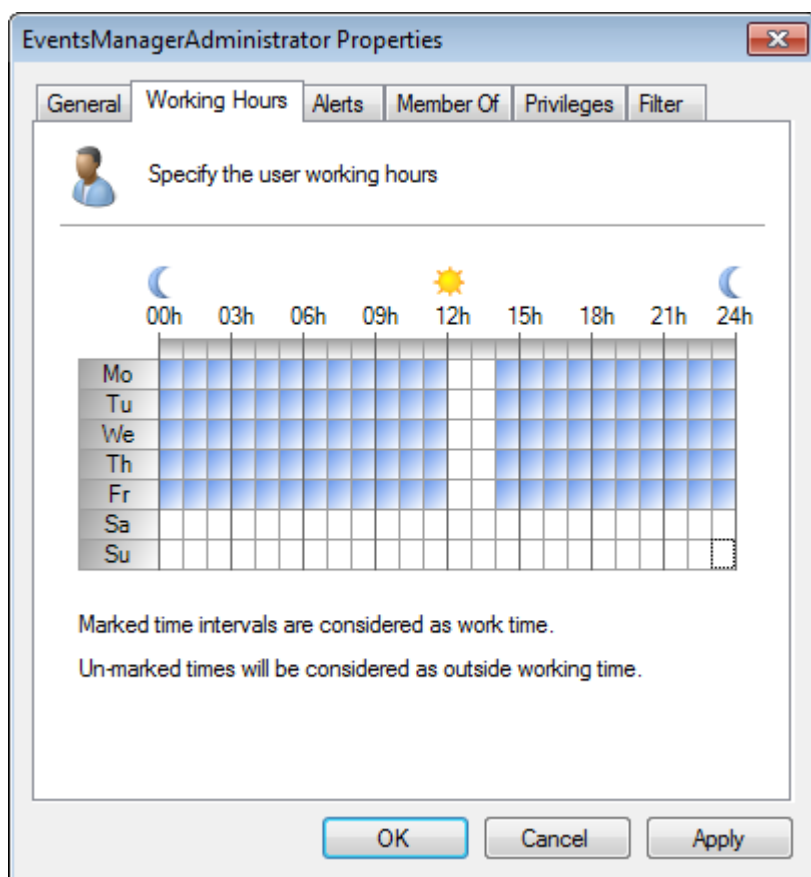 EventsManagerAdministrator Properties
General Working Hours Alerts Member Of Privileges Filter
Specify the user working hours
00h 03h 06h 09h 12h 15h 18h 21h 24h
Mo
Tu
We
Th
Fr
Sa
Su
Marked time intervals are considered as work time.
Un-marked times will be considered as outside working time.
OK Cancel Apply